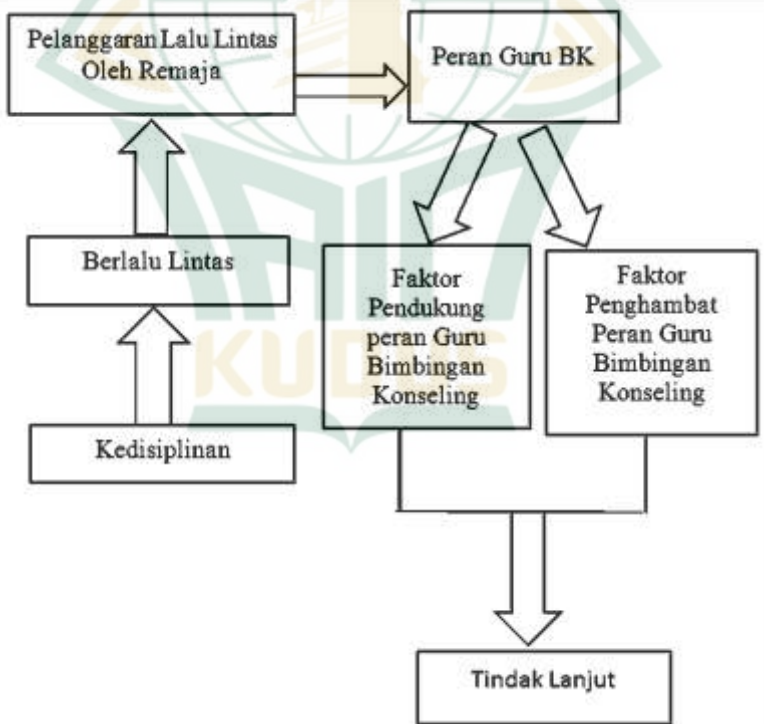 Pelanggaran Lalu Lintas
Oleh Remaja
Peran Guru BK
Berlalu Lintas
Kedisiplinan
Faktor
Pendukung
peran Guru
Bimbingan
Konseling
Faktor
Penghambat
Peran Guru
Bimbingan
Konseling
Tindak Lanjut
KUDUS